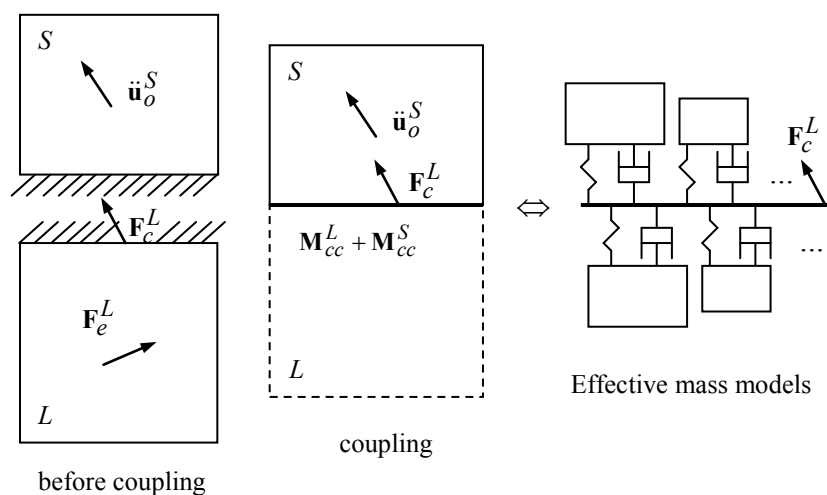 S
ü_o^S
F_c^L
F_e^L
L
before coupling
S
ü_o^S
F_c^L
M_cc^L + M_cc^S
L
coupling
⇔
F_c^L
...
...
Effective mass models